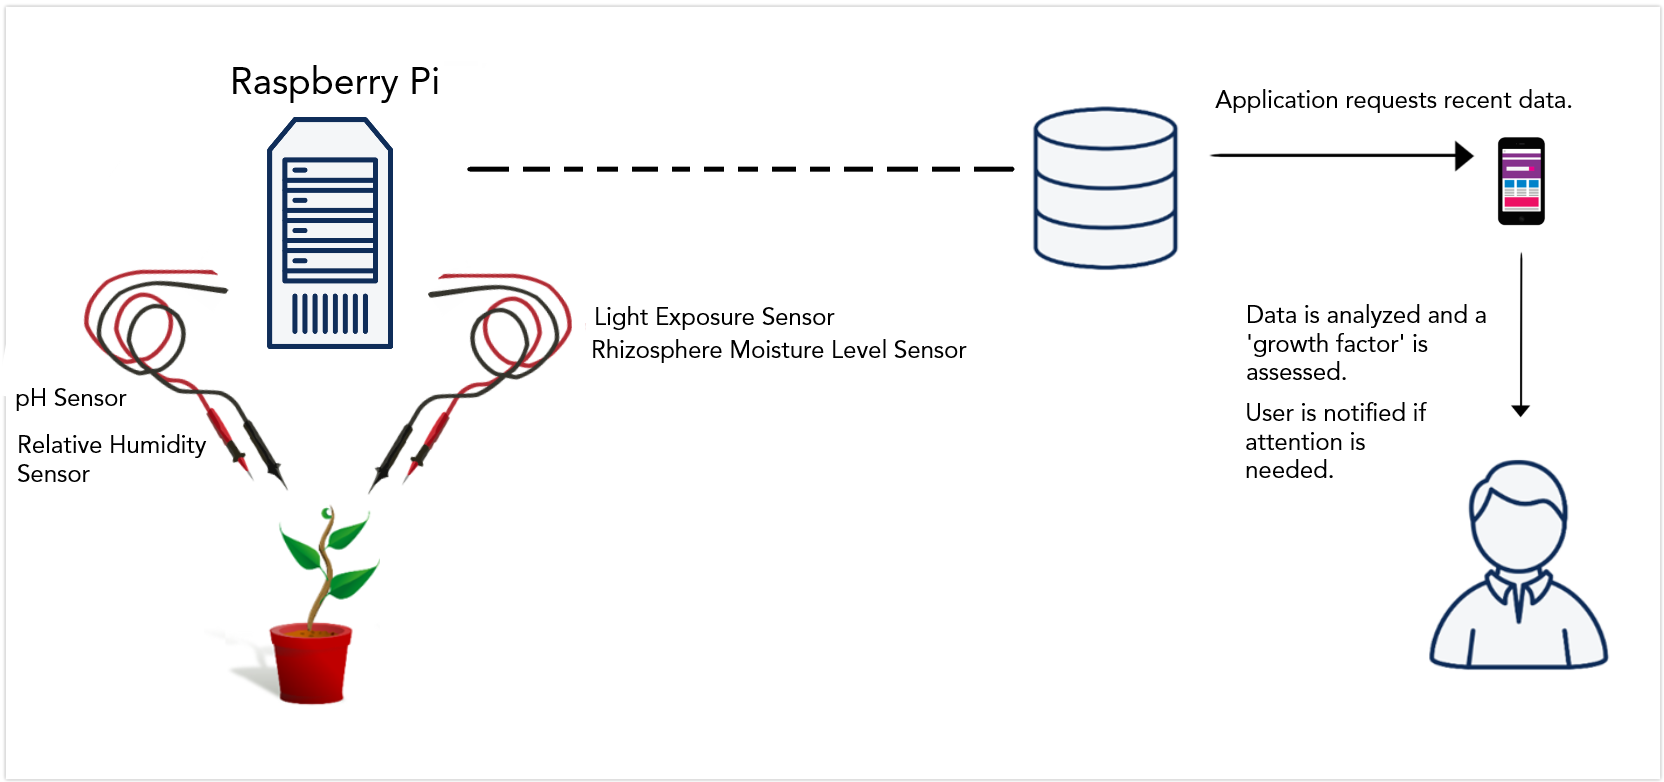 Raspberry Pi
Application requests recent data.
Light Exposure Sensor
Rhizosphere Moisture Level Sensor
pH Sensor
Relative Humidity
Sensor
Data is analyzed and a
'growth factor' is
assessed.
User is notified if
attention is
needed.